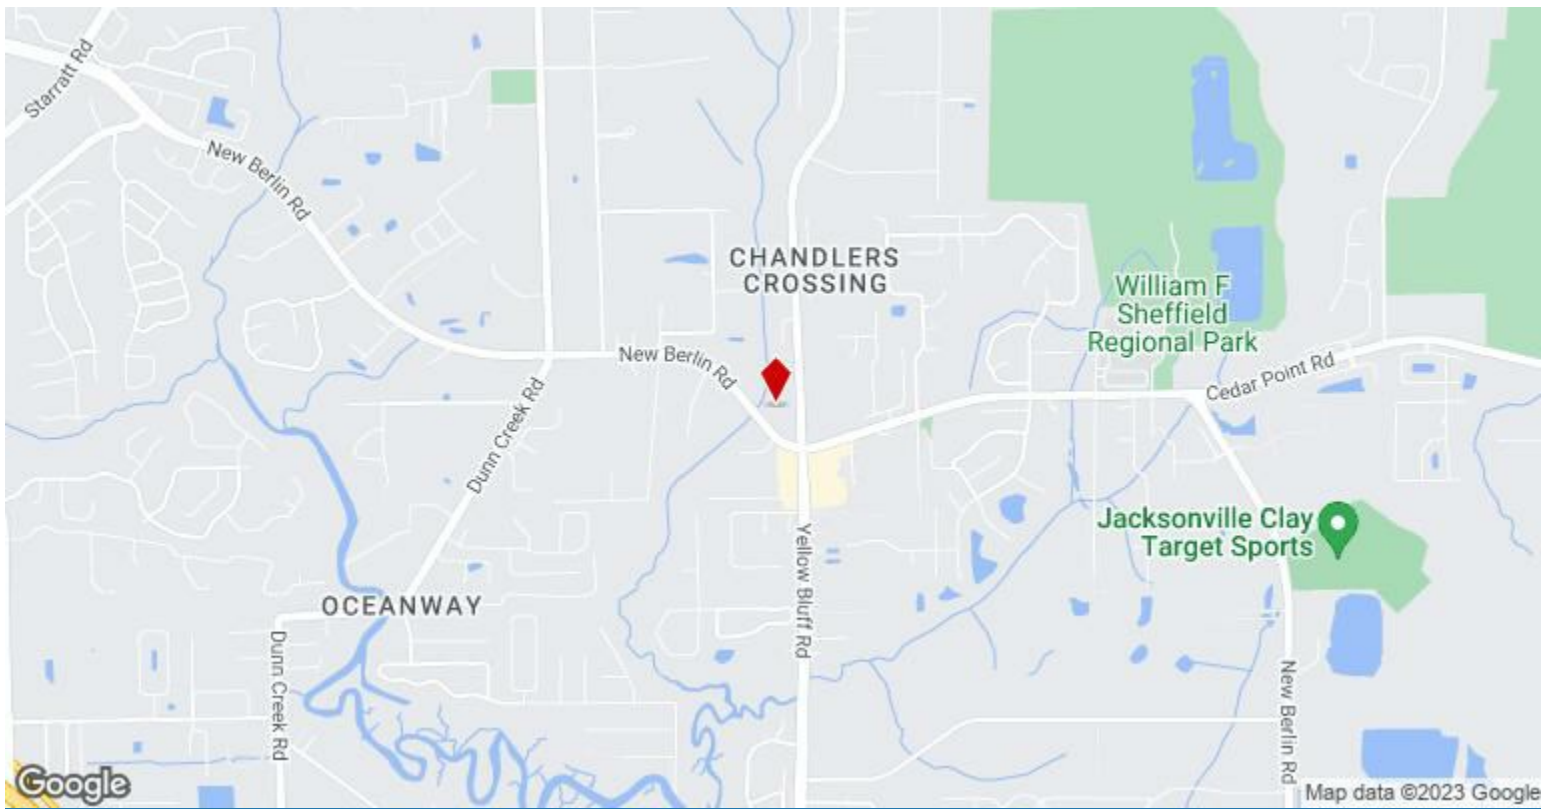 Starratt Rd
New Berlin Rd
CHANDLERS
CROSSING
William F
Sheffield
Regional Park
New Berlin Rd
Cedar Point Rd
Dunn Creek Rd
Jacksonville Clay
Target Sports
Yellow Bluff Rd
OCEANWAY
Dunn Creek Rd
New Berlin Rd
Google
Map data ©2023 Google